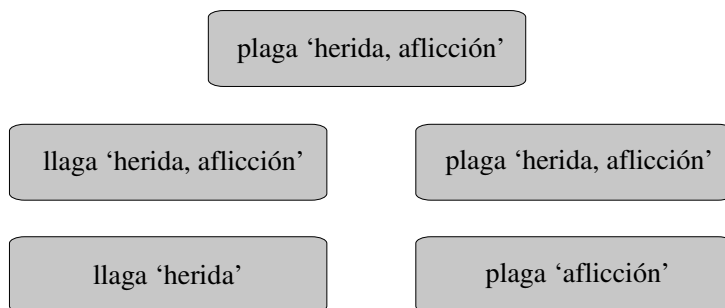 plaga ‘herida, aflicción’
llaga ‘herida, aflicción’
plaga ‘herida, aflicción’
llaga ‘herida’
plaga ‘aflicción’